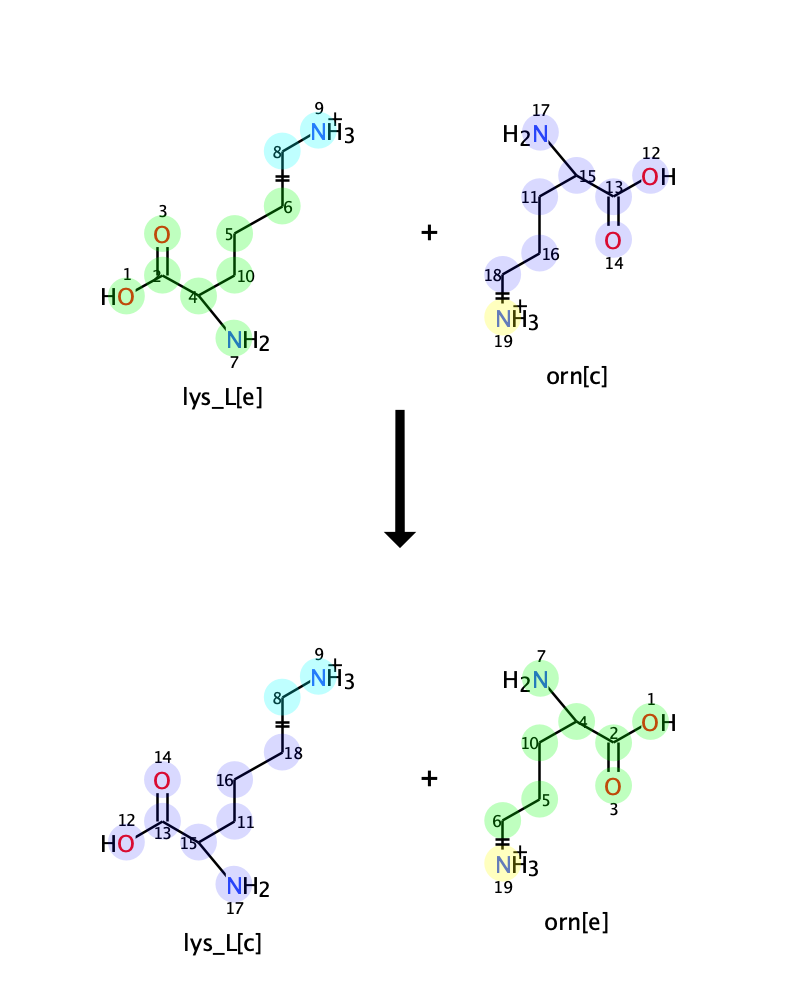 9
8 NH3+
6
3
O
5
1 2 10
HO 4
NH2
7
lys_L[e]
+
17
H2N
12
15 13 OH
11
16 O
14
18
NH3+
19
orn[c]
9
8 NH3+
18
14
O
16
12 13 11
HO 15
NH2
17
lys_L[c]
+
7
H2N
1
4 2 OH
10
5 O
3
6
NH3+
19
orn[e]